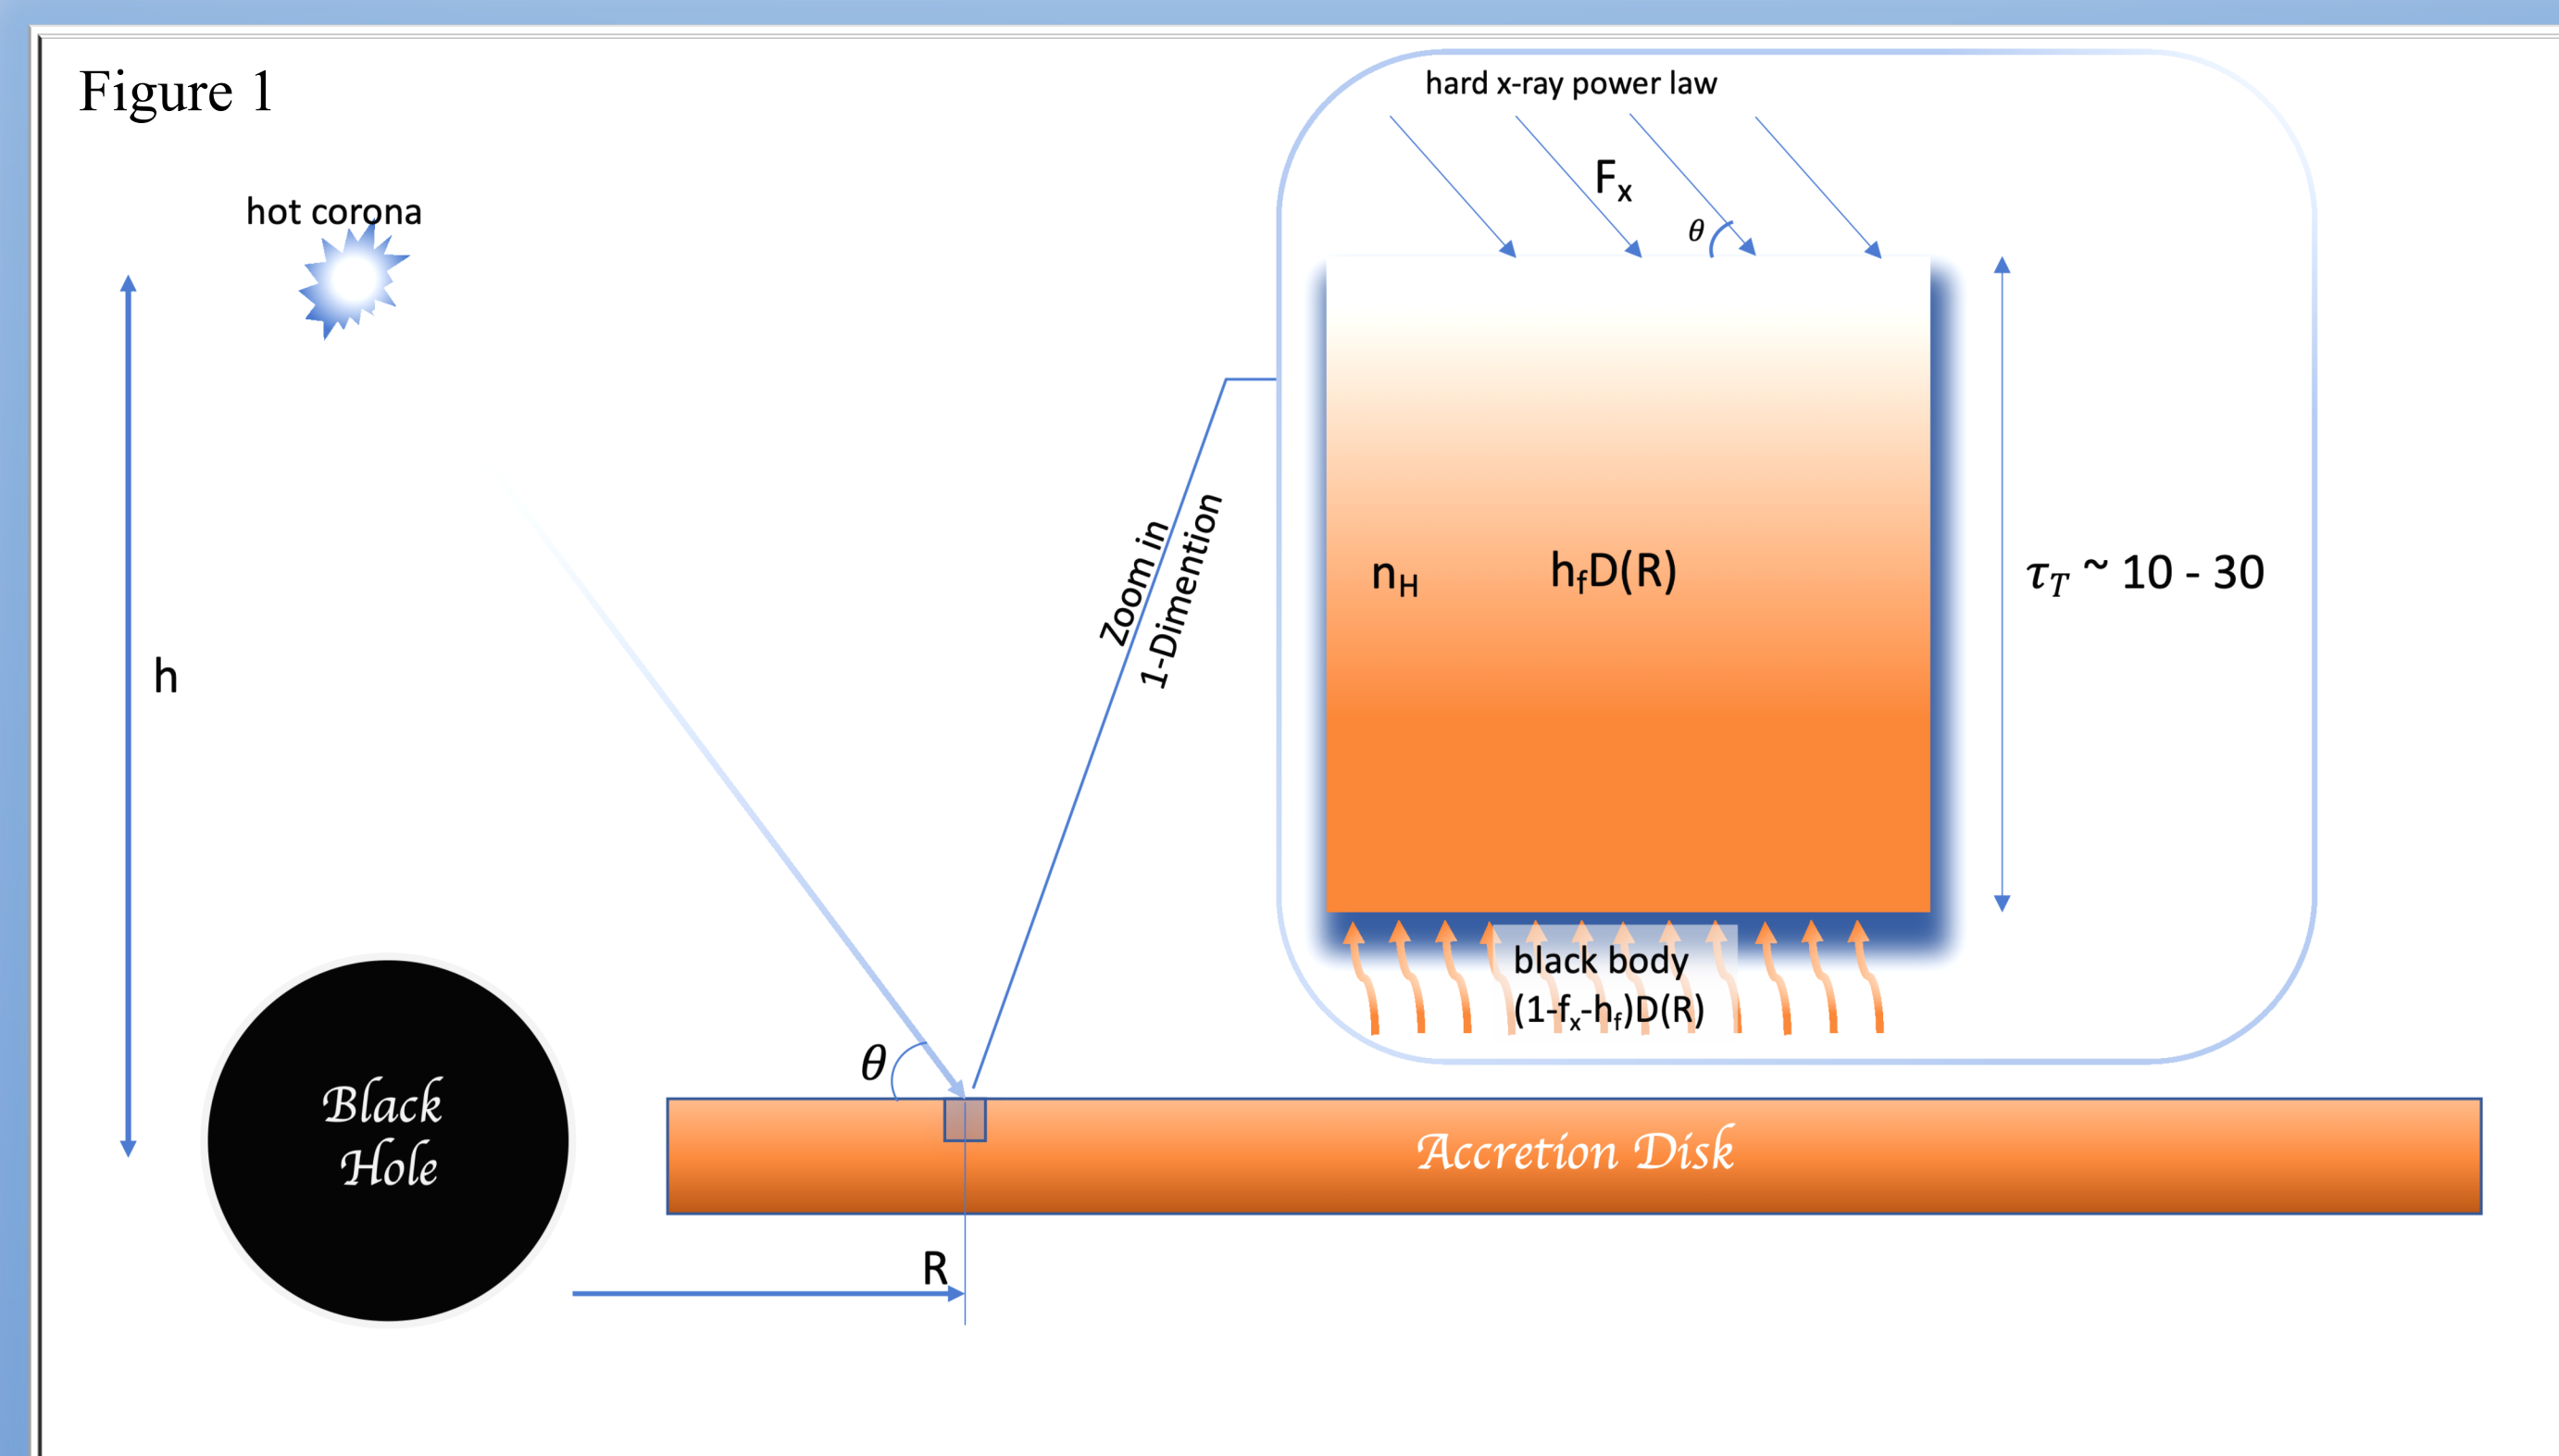 Figure 1
hard x-ray power law
Fx
θ
hot corona
h
Zoom in
1-Dimention
nH
hfD(R)
τT ~ 10 - 30
black body
(1-fx-hf)D(R)
θ
Black
Hole
Accretion Disk
R